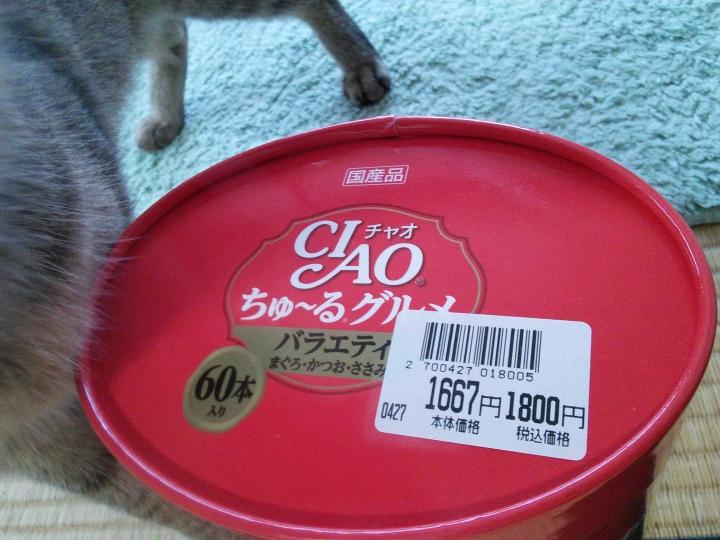 国産品
CIAO チャオ
ちゅ〜るグルメ
バラエティ
まぐろ・かつお・ささみ
60本
入り
2 700427 018005
0427 1667円 1800円
本体価格 税込価格